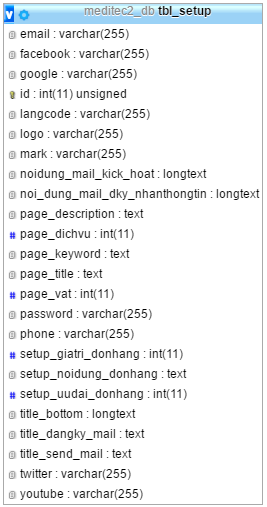 meditec2_db tbl_setup
email : varchar(255)
facebook : varchar(255)
google : varchar(255)
id : int(11) unsigned
langcode : varchar(255)
logo : varchar(255)
mark : varchar(255)
noidung_mail_kick_hoat : longtext
noi_dung_mail_dky_nhanthongtin : longtext
page_description : text
# page_dichvu : int(11)
page_keyword : text
page_title : text
# page_vat : int(11)
password : varchar(255)
phone : varchar(255)
# setup_giatri_donhang : int(11)
setup_noidung_donhang : text
# setup_uudai_donhang : int(11)
title_bottom : longtext
title_dangky_mail : text
title_send_mail : text
twitter : varchar(255)
youtube : varchar(255)